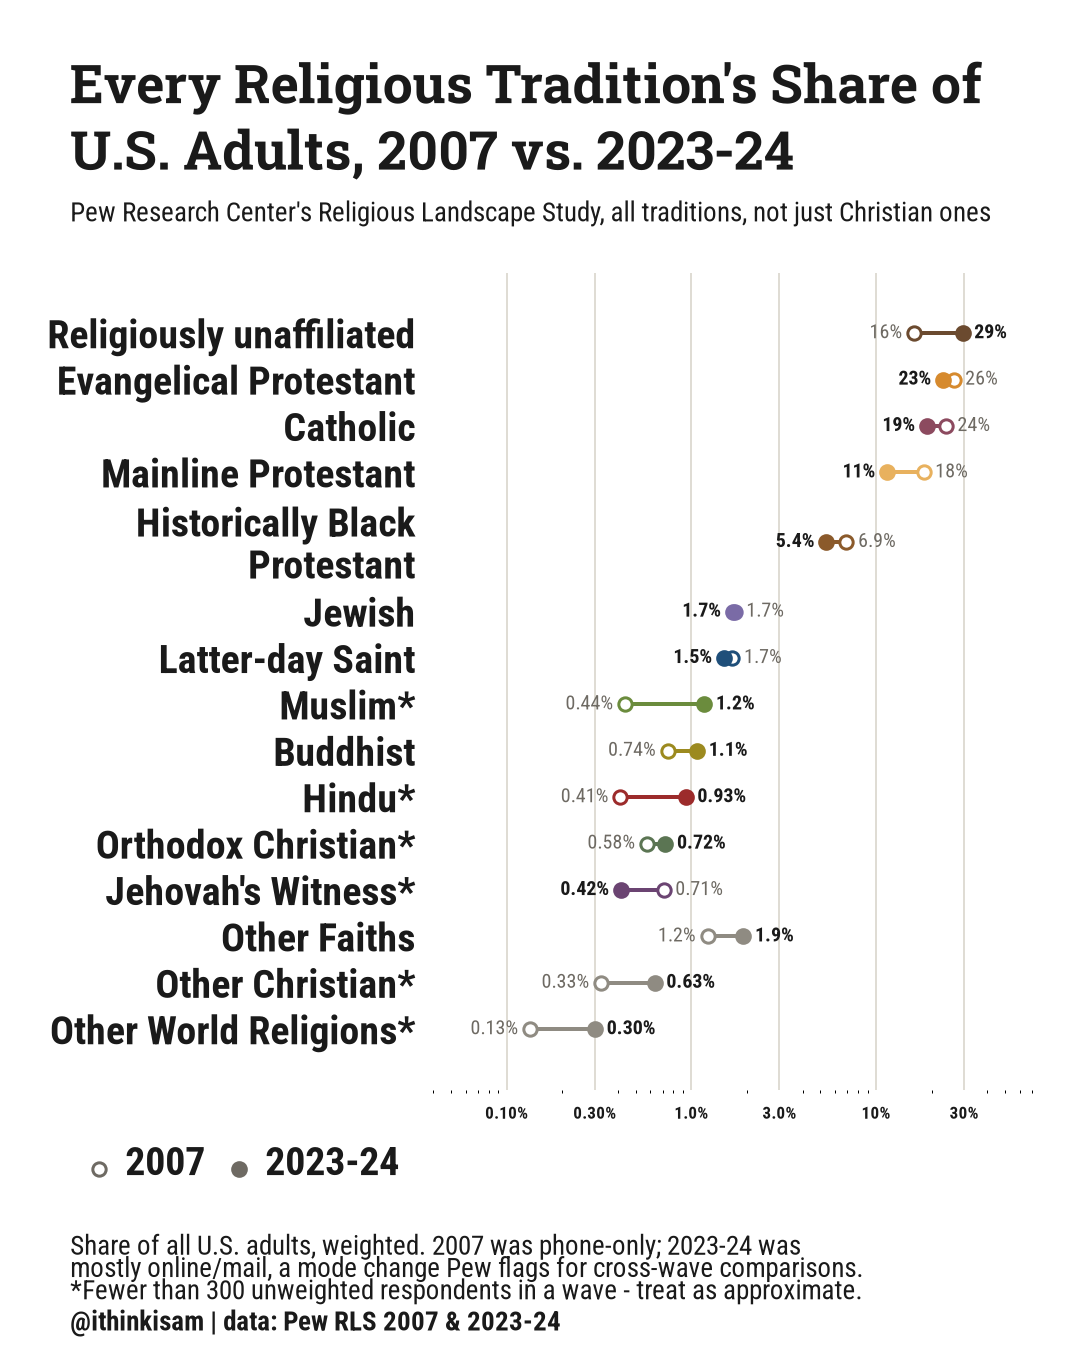 Every Religious Tradition's Share of
U.S. Adults, 2007 vs. 2023-24
Pew Research Center's Religious Landscape Study, all traditions, not just Christian ones
Religiously unaffiliated 16% 29%
Evangelical Protestant 23% 26%
Catholic 19% 24%
Mainline Protestant 11% 18%
Historically Black
Protestant 5.4% 6.9%
Jewish 1.7% 1.7%
Latter-day Saint 1.5% 1.7%
Muslim* 0.44% 1.2%
Buddhist 0.74% 1.1%
Hindu* 0.41% 0.93%
Orthodox Christian* 0.58% 0.72%
Jehovah's Witness* 0.42% 0.71%
Other Faiths 1.2% 1.9%
Other Christian* 0.33% 0.63%
Other World Religions* 0.13% 0.30%
0.10% 0.30% 1.0% 3.0% 10% 30%
2007 2023-24
Share of all U.S. adults, weighted. 2007 was phone-only; 2023-24 was
mostly online/mail, a mode change Pew flags for cross-wave comparisons.
*Fewer than 300 unweighted respondents in a wave - treat as approximate.
@ithinkisam | data: Pew RLS 2007 & 2023-24